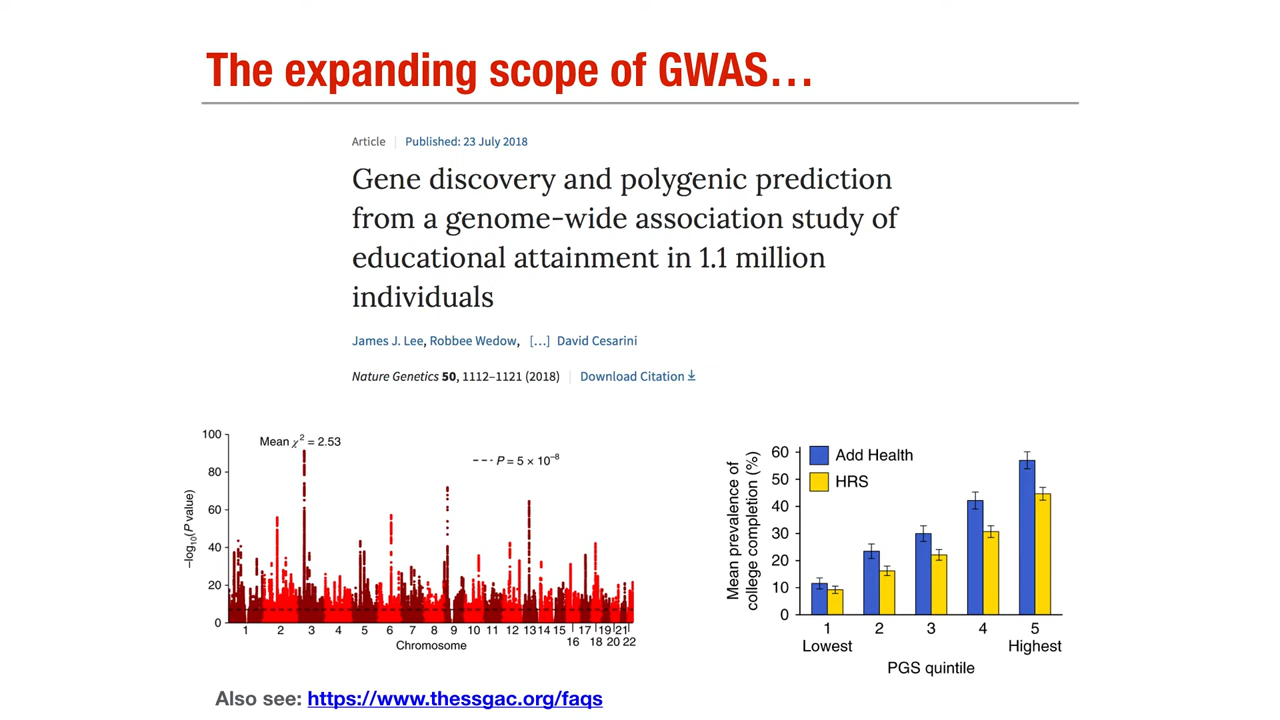 The expanding scope of GWAS…
Article | Published: 23 July 2018
Gene discovery and polygenic prediction
from a genome-wide association study of
educational attainment in 1.1 million
individuals
James J. Lee, Robbee Wedow, […] David Cesarini
Nature Genetics 50, 1112–1121 (2018) | Download Citation
Mean χ² = 2.53
P = 5 × 10⁻⁸
–log₁₀(P value)
100
80
60
40
20
0
1 2 3 4 5 6 7 8 9 10 11 12 13 14 15 17 19 21
16 18 20 22
Chromosome
Add Health
HRS
Mean prevalence of
college completion (%)
60
50
40
30
20
10
0
1 2 3 4 5
Lowest Highest
PGS quintile
Also see: https://www.thessgac.org/faqs